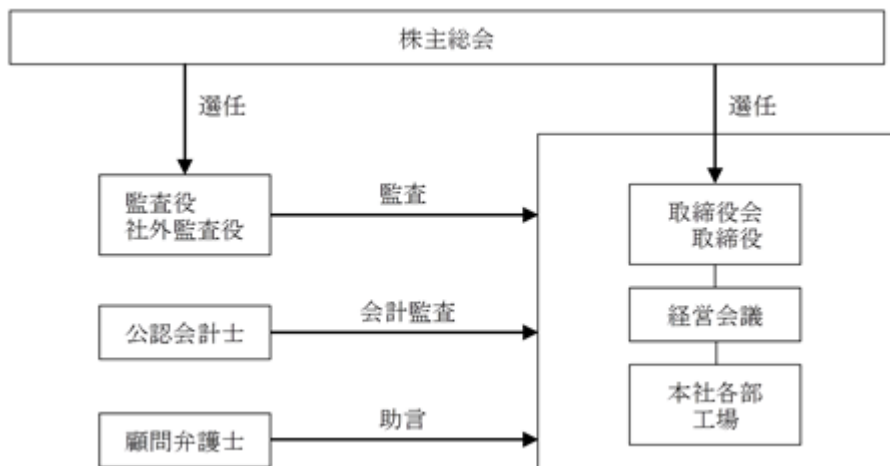 株主総会
選任
選任
監査役
社外監査役
監査
取締役会
取締役
公認会計士
会計監査
経営会議
顧問弁護士
助言
本社各部
工場